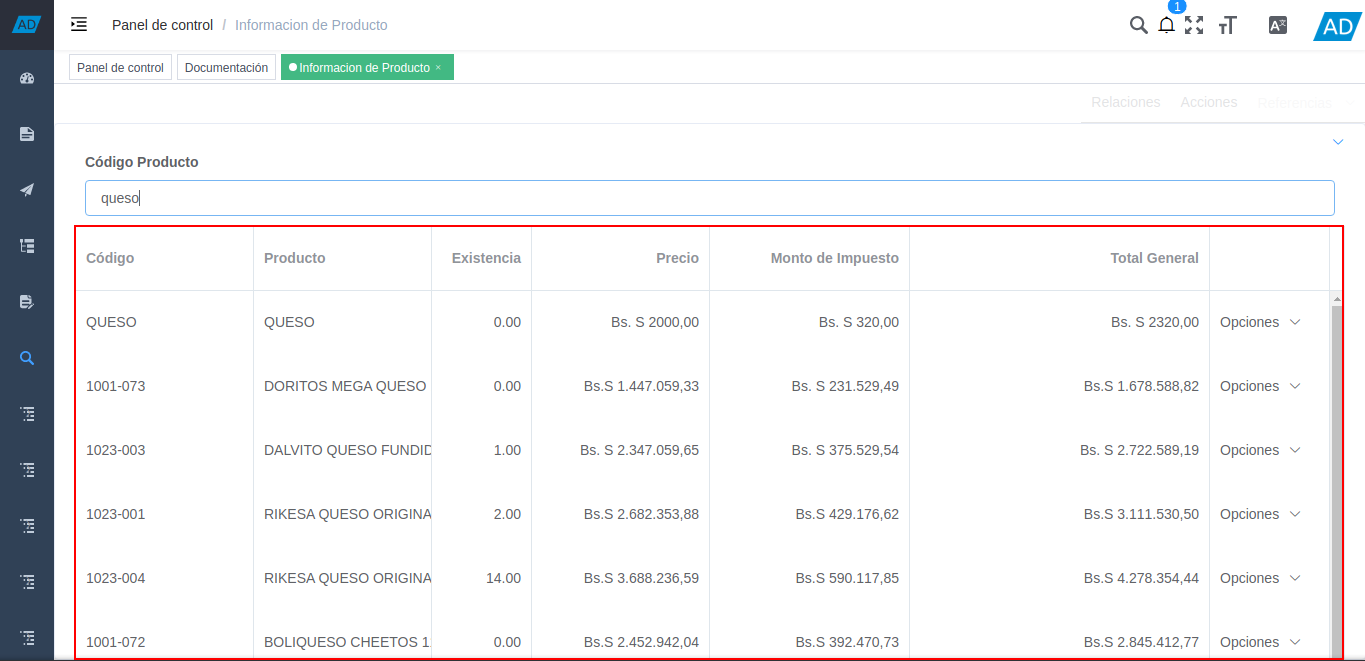 AD
Panel de control / Informacion de Producto
1
AD
Panel de control
Documentación
Informacion de Producto ×
Relaciones Acciones Referencias
Código Producto
queso
Código Producto Existencia Precio Monto de Impuesto Total General
QUESO QUESO 0.00 Bs. S 2000,00 Bs. S 320,00 Bs. S 2320,00 Opciones
1001-073 DORITOS MEGA QUESO 0.00 Bs.S 1.447.059,33 Bs. S 231.529,49 Bs.S 1.678.588,82 Opciones
1023-003 DALVITO QUESO FUNDID 1.00 Bs. S 2.347.059,65 Bs. S 375.529,54 Bs. S 2.722.589,19 Opciones
1023-001 RIKESA QUESO ORIGINA 2.00 Bs.S 2.682.353,88 Bs.S 429.176,62 Bs.S 3.111.530,50 Opciones
1023-004 RIKESA QUESO ORIGINA 14.00 Bs.S 3.688.236,59 Bs.S 590.117,85 Bs.S 4.278.354,44 Opciones
1001-072 BOLIQUESO CHEETOS 1 0.00 Bs.S 2.452.942,04 Bs.S 392.470,73 Bs.S 2.845.412,77 Opciones